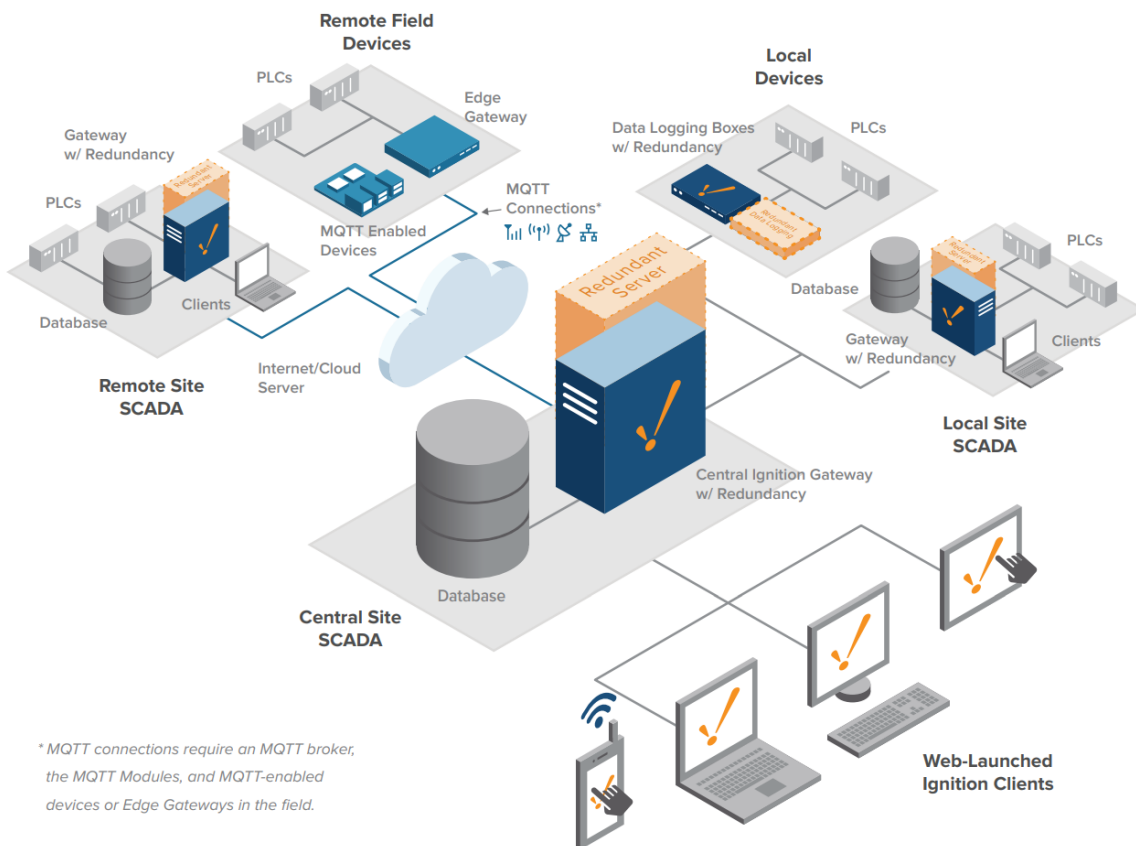 Remote Field
Devices
PLCs
Edge
Gateway
MQTT Enabled
Devices
MQTT
Connections*
Local
Devices
Data Logging Boxes
w/ Redundancy
PLCs
Redundant
Data Logging
Gateway
w/ Redundancy
Redundant
Server
PLCs
Database
Clients
Remote Site
SCADA
Internet/Cloud
Server
Redundant
Server
Database
Redundant
Server
PLCs
Gateway
w/ Redundancy
Clients
Local Site
SCADA
Central Ignition Gateway
w/ Redundancy
Database
Central Site
SCADA
Web-Launched
Ignition Clients
* MQTT connections require an MQTT broker,
the MQTT Modules, and MQTT-enabled
devices or Edge Gateways in the field.